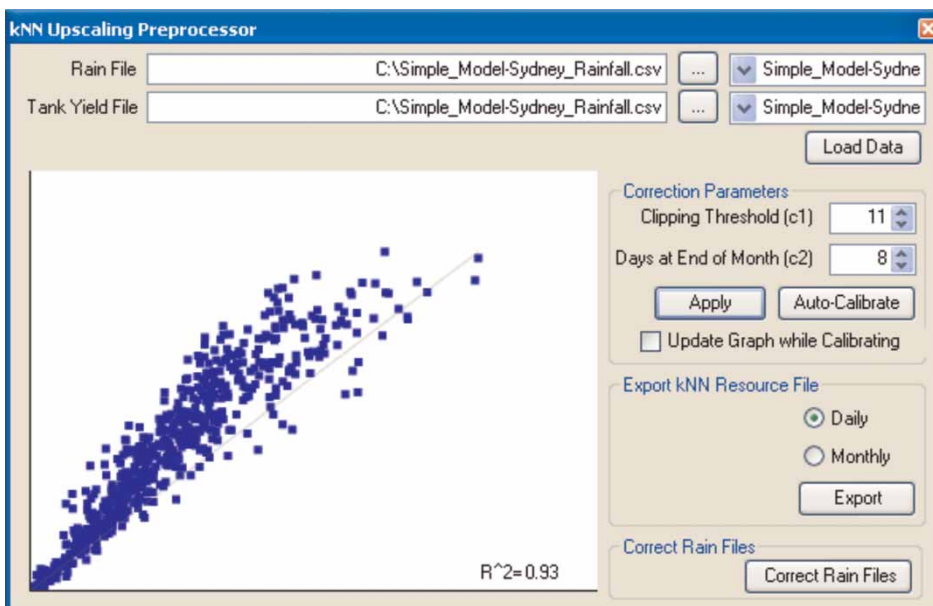 kNN Upscaling Preprocessor
Rain File C:\Simple_Model-Sydney_Rainfall.csv ... Simple_Model-Sydne
Tank Yield File C:\Simple_Model-Sydney_Rainfall.csv ... Simple_Model-Sydne
Load Data
Correction Parameters
Clipping Threshold (c1) 11
Days at End of Month (c2) 8
Apply Auto-Calibrate
Update Graph while Calibrating
Export kNN Resource File
Daily
Monthly
Export
Correct Rain Files
Correct Rain Files
R^2=0.93